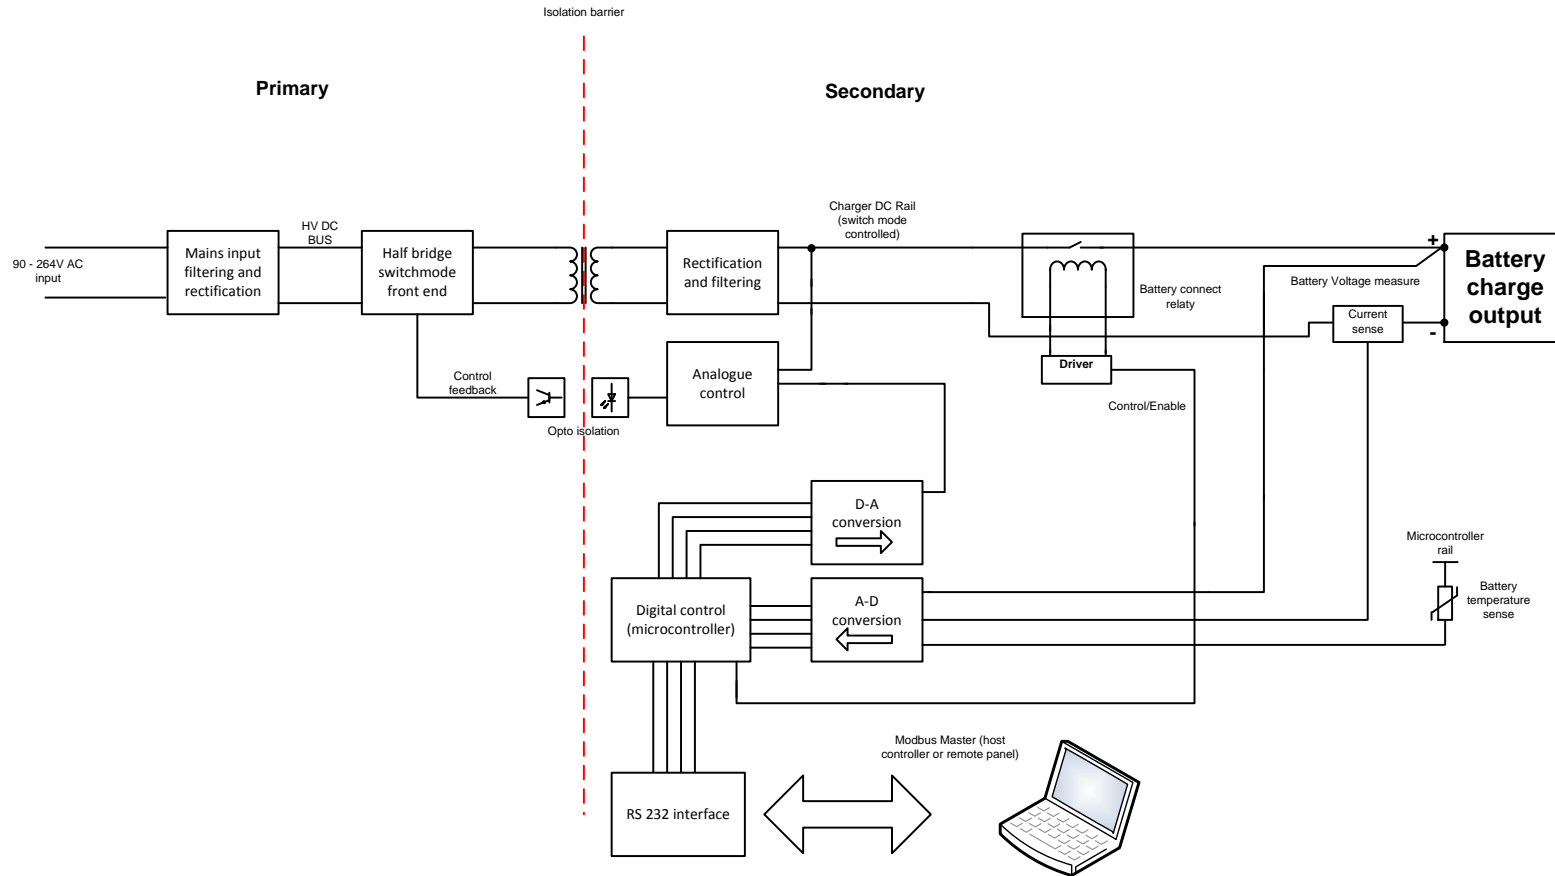 Isolation barrier
Primary
Secondary
90 - 264V AC
input
Mains input
filtering and
rectification
HV DC
BUS
Half bridge
switchmode
front end
Rectification
and filtering
Charger DC Rail
(switch mode
controlled)
Battery connect
relaty
Driver
Control/Enable
Battery Voltage measure
Current
sense
+
-
Battery
charge
output
Control
feedback
Opto isolation
Analogue
control
D-A
conversion
A-D
conversion
Digital control
(microcontroller)
Microcontroller
rail
Battery
temperature
sense
RS 232 interface
Modbus Master (host
controller or remote panel)